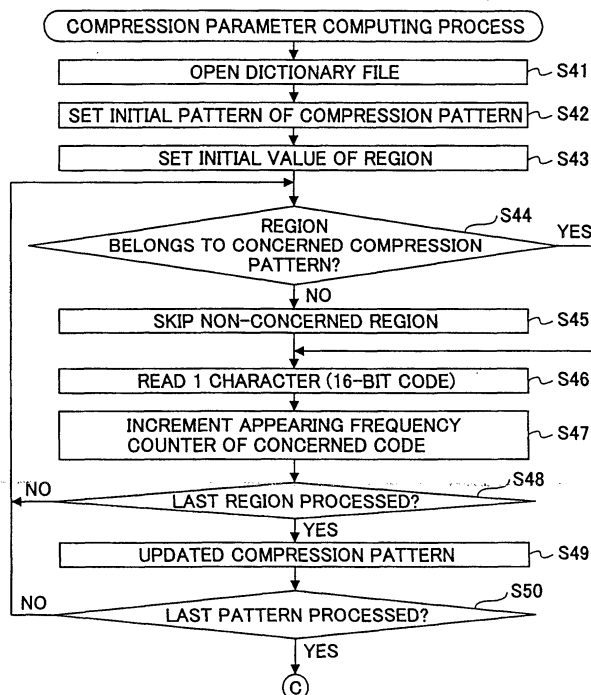 COMPRESSION PARAMETER COMPUTING PROCESS
OPEN DICTIONARY FILE
S41
SET INITIAL PATTERN OF COMPRESSION PATTERN
S42
SET INITIAL VALUE OF REGION
S43
S44
REGION
BELONGS TO CONCERNED COMPRESSION
PATTERN?
YES
NO
SKIP NON-CONCERNED REGION
S45
READ 1 CHARACTER (16-BIT CODE)
S46
INCREMENT APPEARING FREQUENCY
COUNTER OF CONCERNED CODE
S47
S48
NO
LAST REGION PROCESSED?
YES
UPDATED COMPRESSION PATTERN
S49
S50
NO
LAST PATTERN PROCESSED?
YES
C